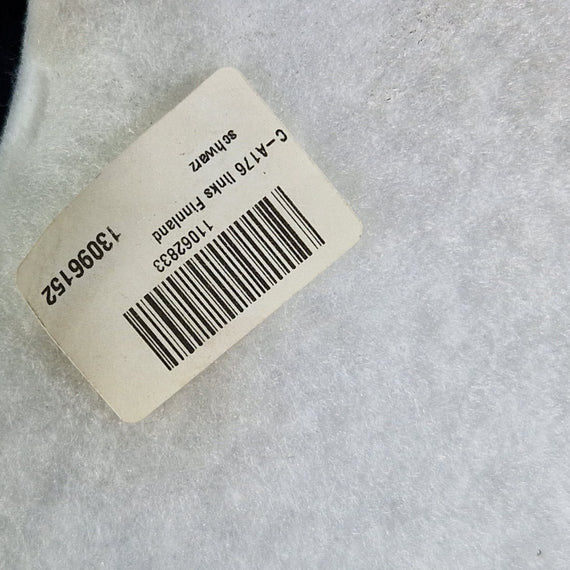 C-A176 links Finnland
schwarz
11062833
13096152